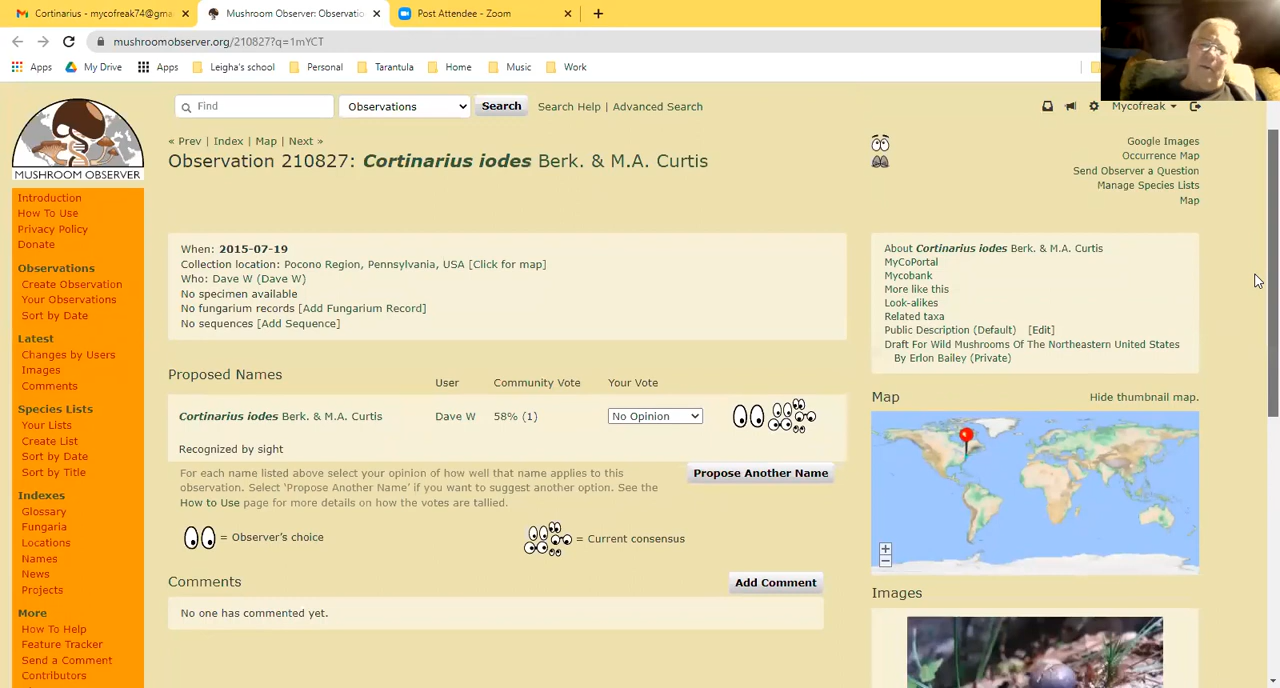 Cortinarius - mycofreak74@gma
Mushroom Observer: Observatio
Post Attendee - Zoom
mushroomobserver.org/210827?q=1mYCT
Apps
My Drive
Apps
Leigha's school
Personal
Tarantula
Home
Music
Work
MUSHROOM OBSERVER
Find
Observations
Search
Search Help | Advanced Search
Mycofreak
« Prev | Index | Map | Next »
Observation 210827: Cortinarius iodes Berk. & M.A. Curtis
Google Images
Occurrence Map
Send Observer a Question
Manage Species Lists
Map
Introduction
How To Use
Privacy Policy
Donate
Observations
Create Observation
Your Observations
Sort by Date
Latest
Changes by Users
Images
Comments
Species Lists
Your Lists
Create List
Sort by Date
Sort by Title
Indexes
Glossary
Fungaria
Locations
Names
News
Projects
More
How To Help
Feature Tracker
Send a Comment
Contributors
When: 2015-07-19
Collection location: Pocono Region, Pennsylvania, USA [Click for map]
Who: Dave W (Dave W)
No specimen available
No fungarium records [Add Fungarium Record]
No sequences [Add Sequence]
Proposed Names
User
Community Vote
Your Vote
Cortinarius iodes Berk. & M.A. Curtis
Dave W
58% (1)
No Opinion
Recognized by sight
For each name listed above select your opinion of how well that name applies to this
observation. Select 'Propose Another Name' if you want to suggest another option. See the
How to Use page for more details on how the votes are tallied.
Propose Another Name
= Observer's choice
= Current consensus
Comments
Add Comment
No one has commented yet.
About Cortinarius iodes Berk. & M.A. Curtis
MyCoPortal
Mycobank
More like this
Look-alikes
Related taxa
Public Description (Default) [Edit]
Draft For Wild Mushrooms Of The Northeastern United States
By Erlon Bailey (Private)
Map
Hide thumbnail map.
Images